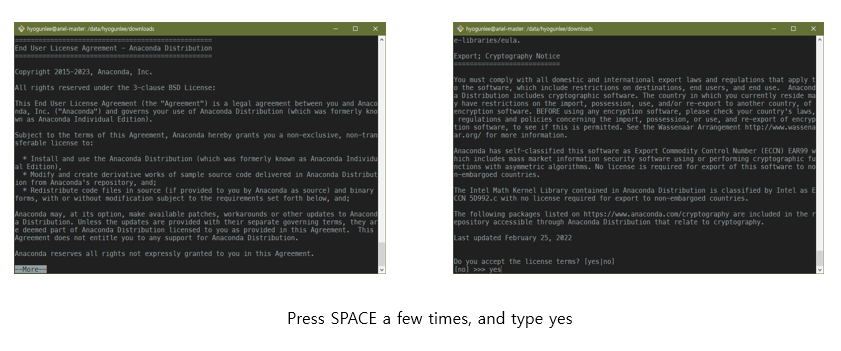 hyogunlee@ariel-master: /data/hyogunlee/downloads
==================================================
End User License Agreement - Anaconda Distribution
==================================================
Copyright 2015-2023, Anaconda, Inc.
All rights reserved under the 3-clause BSD License:
This End User License Agreement (the "Agreement") is a legal agreement between you and Anaco
nda, Inc. ("Anaconda") and governs your use of Anaconda Distribution (which was formerly kno
wn as Anaconda Individual Edition).
Subject to the terms of this Agreement, Anaconda hereby grants you a non-exclusive, non-tran
sferable license to:
* Install and use the Anaconda Distribution (which was formerly known as Anaconda Individu
al Edition),
* Modify and create derivative works of sample source code delivered in Anaconda Distribut
ion from Anaconda's repository, and;
* Redistribute code files in source (if provided to you by Anaconda as source) and binary
forms, with or without modification subject to the requirements set forth below, and;
Anaconda may, at its option, make available patches, workarounds or other updates to Anacond
a Distribution. Unless the updates are provided with their separate governing terms, they ar
e deemed part of Anaconda Distribution licensed to you as provided in this Agreement. This
Agreement does not entitle you to any support for Anaconda Distribution.
Anaconda reserves all rights not expressly granted to you in this Agreement.
--More--
hyogunlee@ariel-master: /data/hyogunlee/downloads
e-libraries/eula.
Export; Cryptography Notice
===========================
You must comply with all domestic and international export laws and regulations that apply t
o the software, which include restrictions on destinations, end users, and end use. Anacond
a Distribution includes cryptographic software. The country in which you currently reside ma
y have restrictions on the import, possession, use, and/or re-export to another country, of
encryption software. BEFORE using any encryption software, please check your country's laws,
regulations and policies concerning the import, possession, or use, and re-export of encryp
tion software, to see if this is permitted. See the Wassenaar Arrangement http://www.wassena
ar.org/ for more information.
Anaconda has self-classified this software as Export Commodity Control Number (ECCN) EAR99 w
hich includes mass market information security software using or performing cryptographic fu
nctions with asymmetric algorithms. No license is required for export of this software to no
n-embargoed countries.
The Intel Math Kernel Library contained in Anaconda Distribution is classified by Intel as E
CCN 5D992.c with no license required for export to non-embargoed countries.
The following packages listed on https://www.anaconda.com/cryptography are included in the r
epository accessible through Anaconda Distribution that relate to cryptography.
Last updated February 25, 2022
Do you accept the license terms? [yes|no]
[no] >>> yes
Press SPACE a few times, and type yes